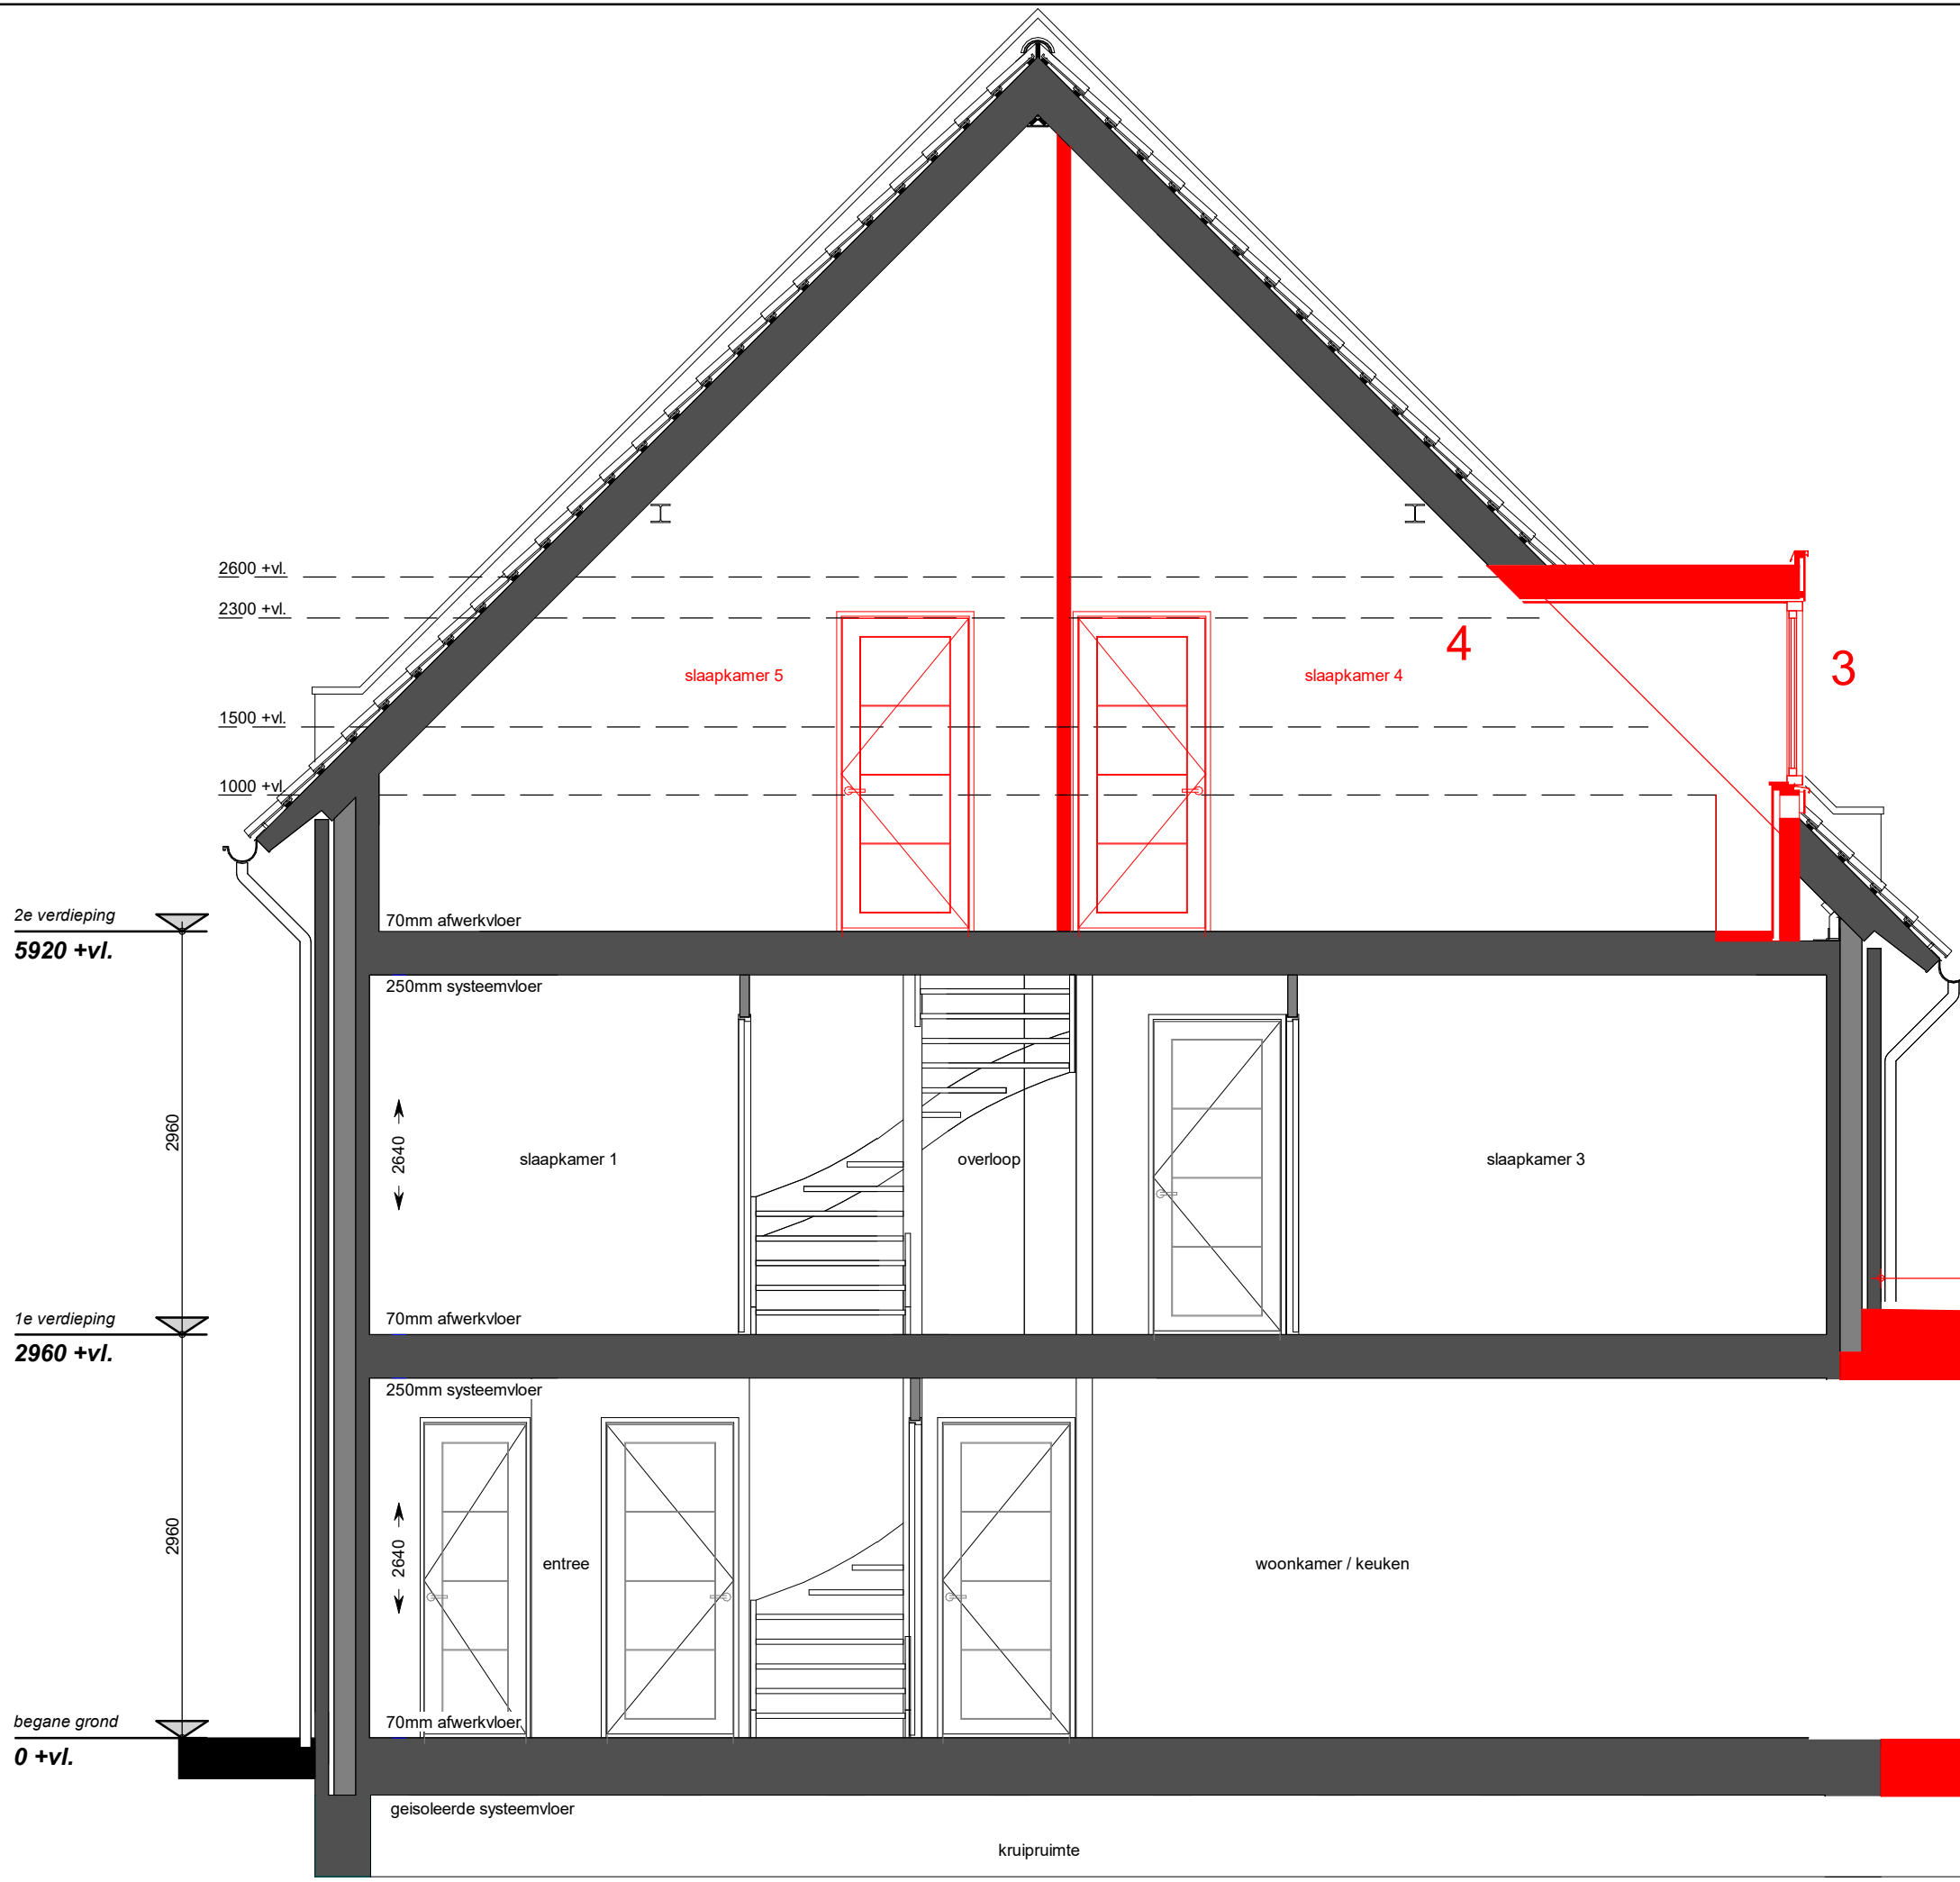 2600 +vl.
2300 +vl.
4
3
slaapkamer 5
slaapkamer 4
1500 +vl.
1000 +vl.
2e verdieping
5920 +vl.
70mm afwerkvloer
250mm systeemvloer
2960
2640
slaapkamer 1
overloop
slaapkamer 3
1e verdieping
2960 +vl.
70mm afwerkvloer
250mm systeemvloer
2960
2640
entree
woonkamer / keuken
begane grond
0 +vl.
70mm afwerkvloer
geisoleerde systeemvloer
kruipruimte